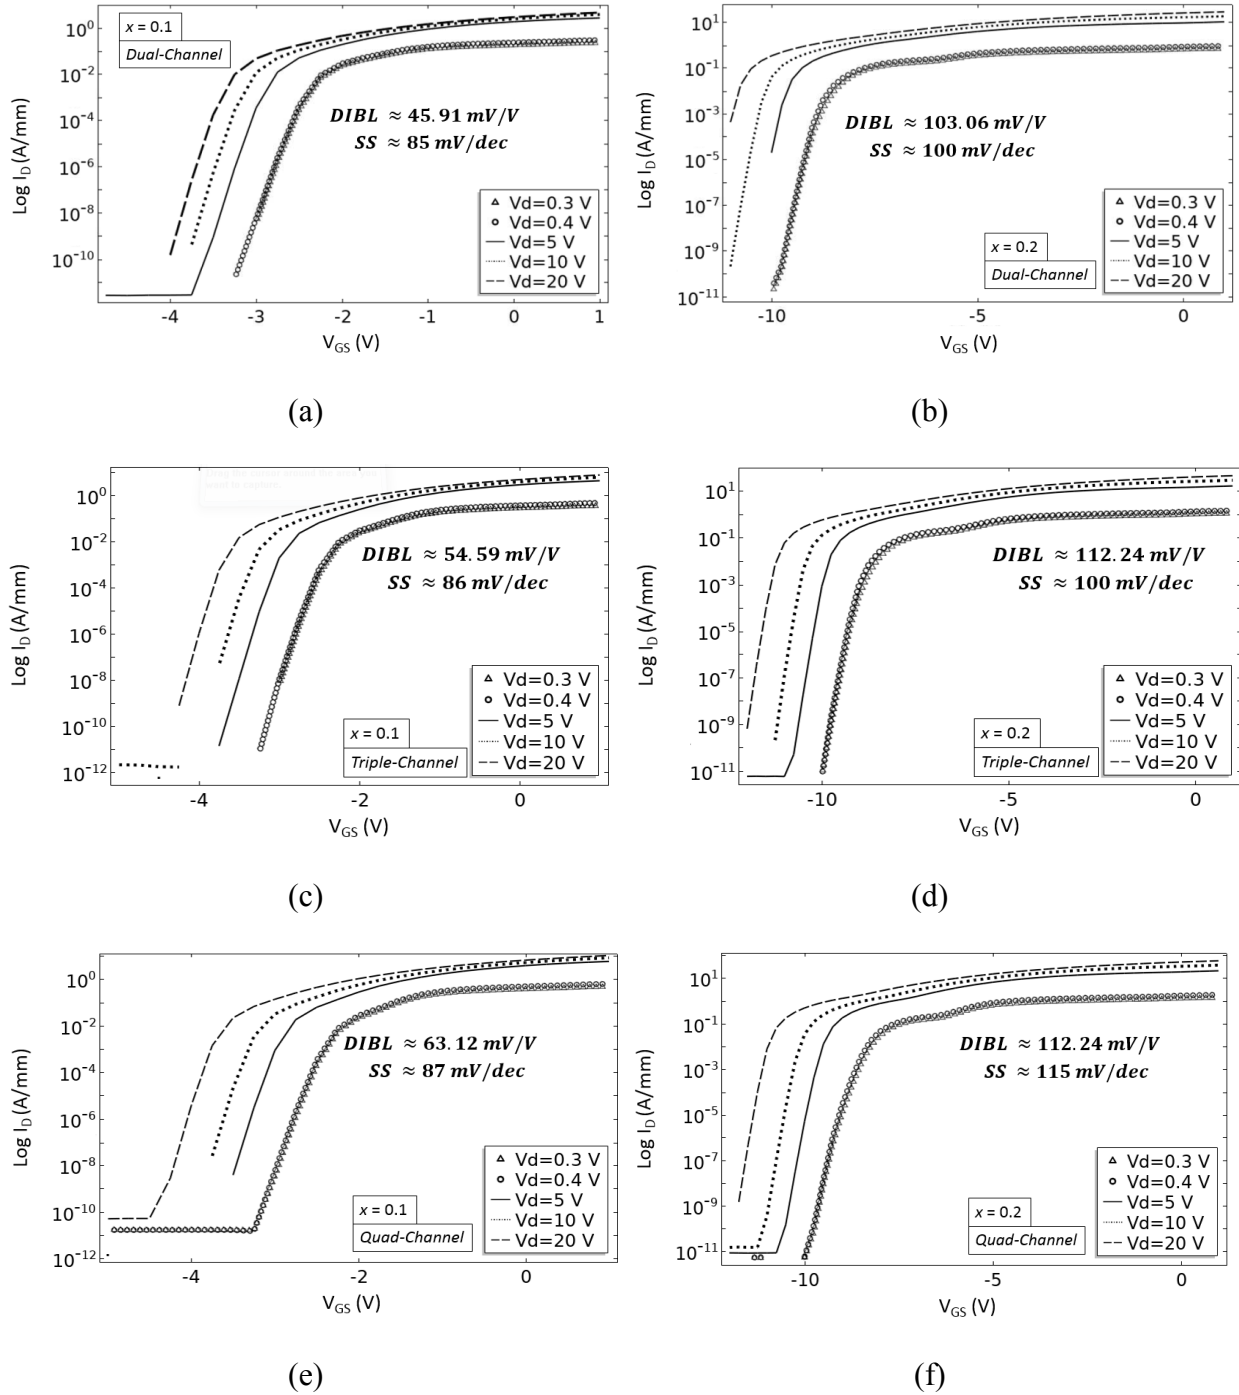 x = 0.1
Dual-Channel
10^0
10^-2
10^-4
10^-6
10^-8
10^-10
Log I_D (A/mm)
DIBL ≈ 45.91 mV/V
SS ≈ 85 mV/dec
Vd=0.3 V
Vd=0.4 V
Vd=5 V
Vd=10 V
Vd=20 V
-4 -3 -2 -1 0 1
V_GS (V)
(a)
10^1
10^-1
10^-3
10^-5
10^-7
10^-9
10^-11
Log I_D (A/mm)
DIBL ≈ 103.06 mV/V
SS ≈ 100 mV/dec
x = 0.2
Dual-Channel
Vd=0.3 V
Vd=0.4 V
Vd=5 V
Vd=10 V
Vd=20 V
-10 -5 0
V_GS (V)
(b)
10^0
10^-2
10^-4
10^-6
10^-8
10^-10
10^-12
Log I_D (A/mm)
DIBL ≈ 54.59 mV/V
SS ≈ 86 mV/dec
x = 0.1
Triple-Channel
Vd=0.3 V
Vd=0.4 V
Vd=5 V
Vd=10 V
Vd=20 V
-4 -2 0
V_GS (V)
(c)
10^1
10^-1
10^-3
10^-5
10^-7
10^-9
10^-11
Log I_D (A/mm)
DIBL ≈ 112.24 mV/V
SS ≈ 100 mV/dec
x = 0.2
Triple-Channel
Vd=0.3 V
Vd=0.4 V
Vd=5 V
Vd=10 V
Vd=20 V
-10 -5 0
V_GS (V)
(d)
10^0
10^-2
10^-4
10^-6
10^-8
10^-10
10^-12
Log I_D (A/mm)
DIBL ≈ 63.12 mV/V
SS ≈ 87 mV/dec
x = 0.1
Quad-Channel
Vd=0.3 V
Vd=0.4 V
Vd=5 V
Vd=10 V
Vd=20 V
-4 -2 0
V_GS (V)
(e)
10^1
10^-1
10^-3
10^-5
10^-7
10^-9
10^-11
Log I_D (A/mm)
DIBL ≈ 112.24 mV/V
SS ≈ 115 mV/dec
x = 0.2
Quad-Channel
Vd=0.3 V
Vd=0.4 V
Vd=5 V
Vd=10 V
Vd=20 V
-10 -5 0
V_GS (V)
(f)